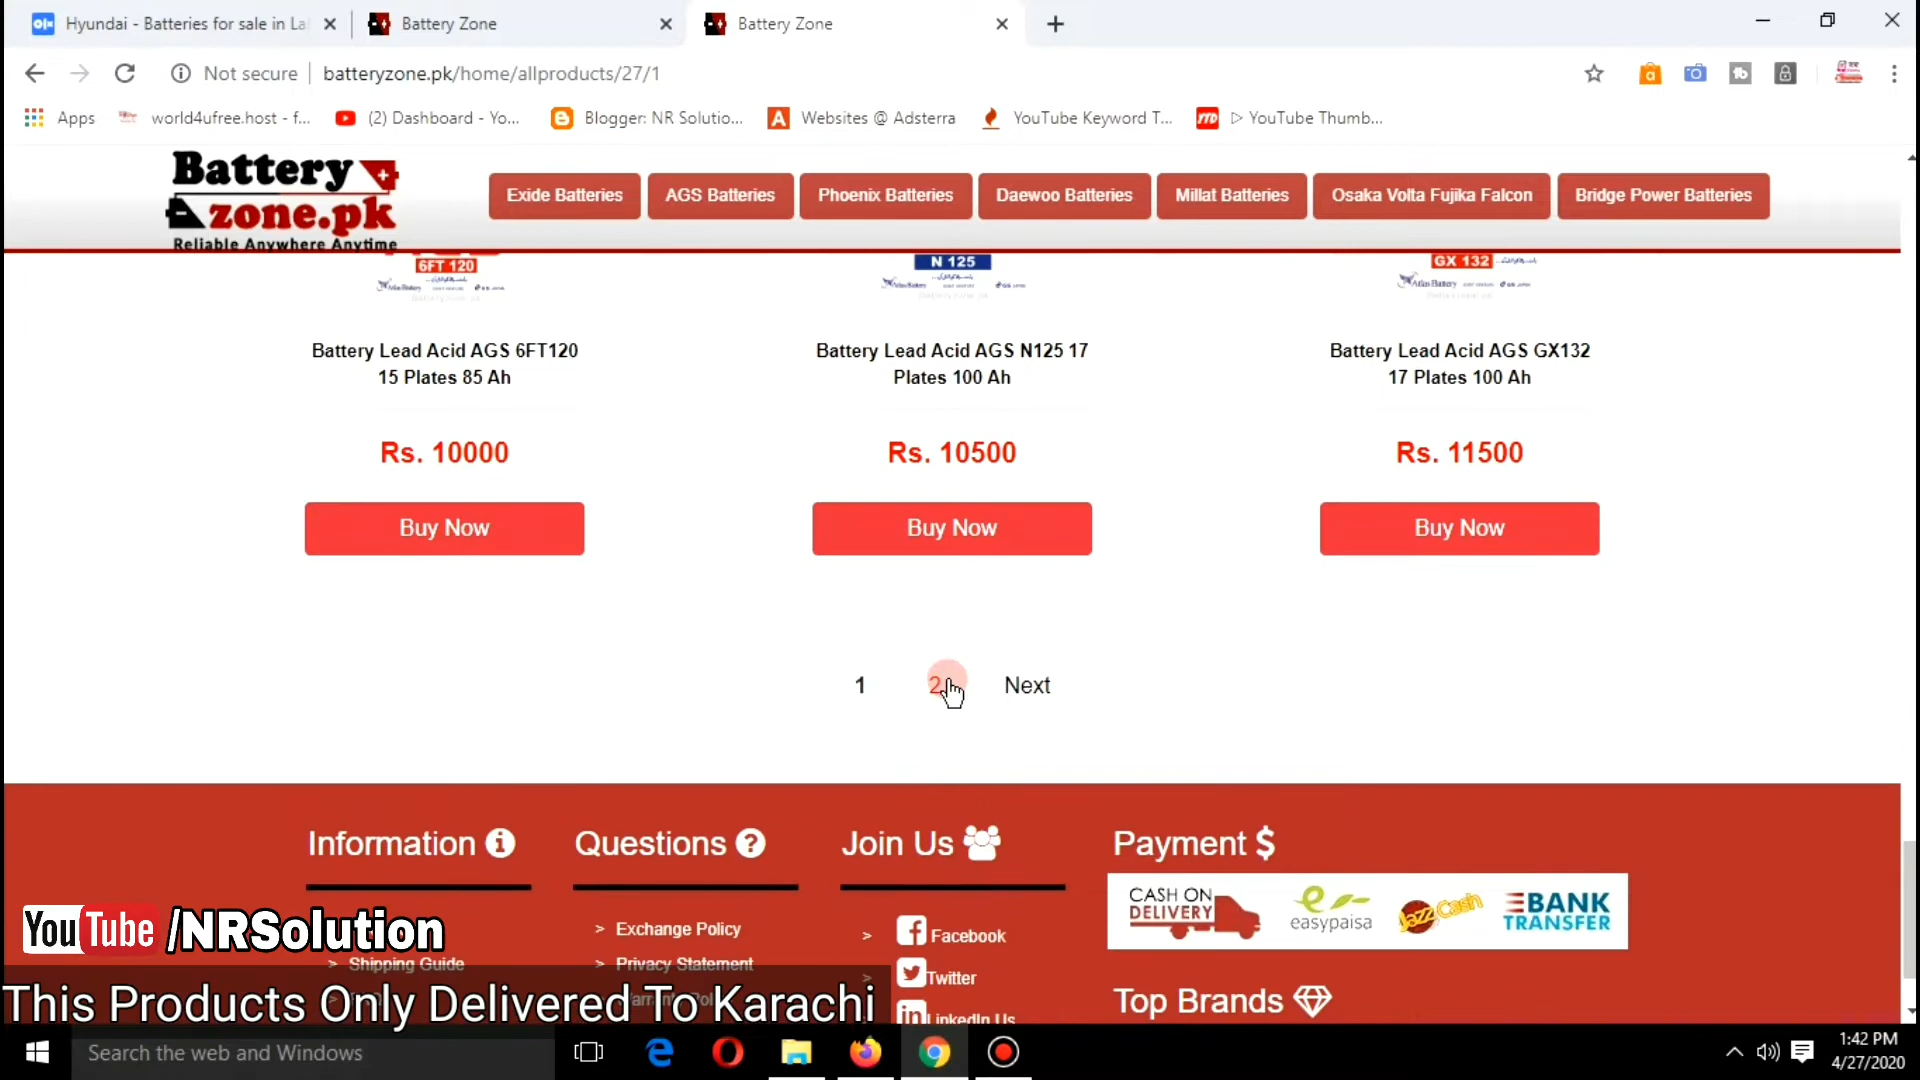 Hyundai - Batteries for sale in La
Battery Zone
Battery Zone
Not secure
batteryzone.pk/home/allproducts/27/1
Apps
world4ufree.host - f...
(2) Dashboard - Yo...
Blogger: NR Solutio...
Websites @ Adsterra
YouTube Keyword T...
YouTube Thumb...
Battery
zone.pk
Reliable Anywhere Anytime
Exide Batteries
AGS Batteries
Phoenix Batteries
Daewoo Batteries
Millat Batteries
Osaka Volta Fujika Falcon
Bridge Power Batteries
6FT 120
N 125
GX 132
Atlas Battery
Battery Lead Acid AGS 6FT120
15 Plates 85 Ah
Battery Lead Acid AGS N125 17
Plates 100 Ah
Battery Lead Acid AGS GX132
17 Plates 100 Ah
Rs. 10000
Rs. 10500
Rs. 11500
Buy Now
Buy Now
Buy Now
1
2
Next
Information
Questions
Join Us
Payment $
CASH ON
DELIVERY
easypaisa
JazzCash
BANK
TRANSFER
> Exchange Policy
> Facebook
> Shipping Guide
> Privacy Statement
> Twitter
LinkedIn Us
Top Brands
YouTube /NRSolution
This Products Only Delivered To Karachi
Search the web and Windows
1:42 PM
4/27/2020